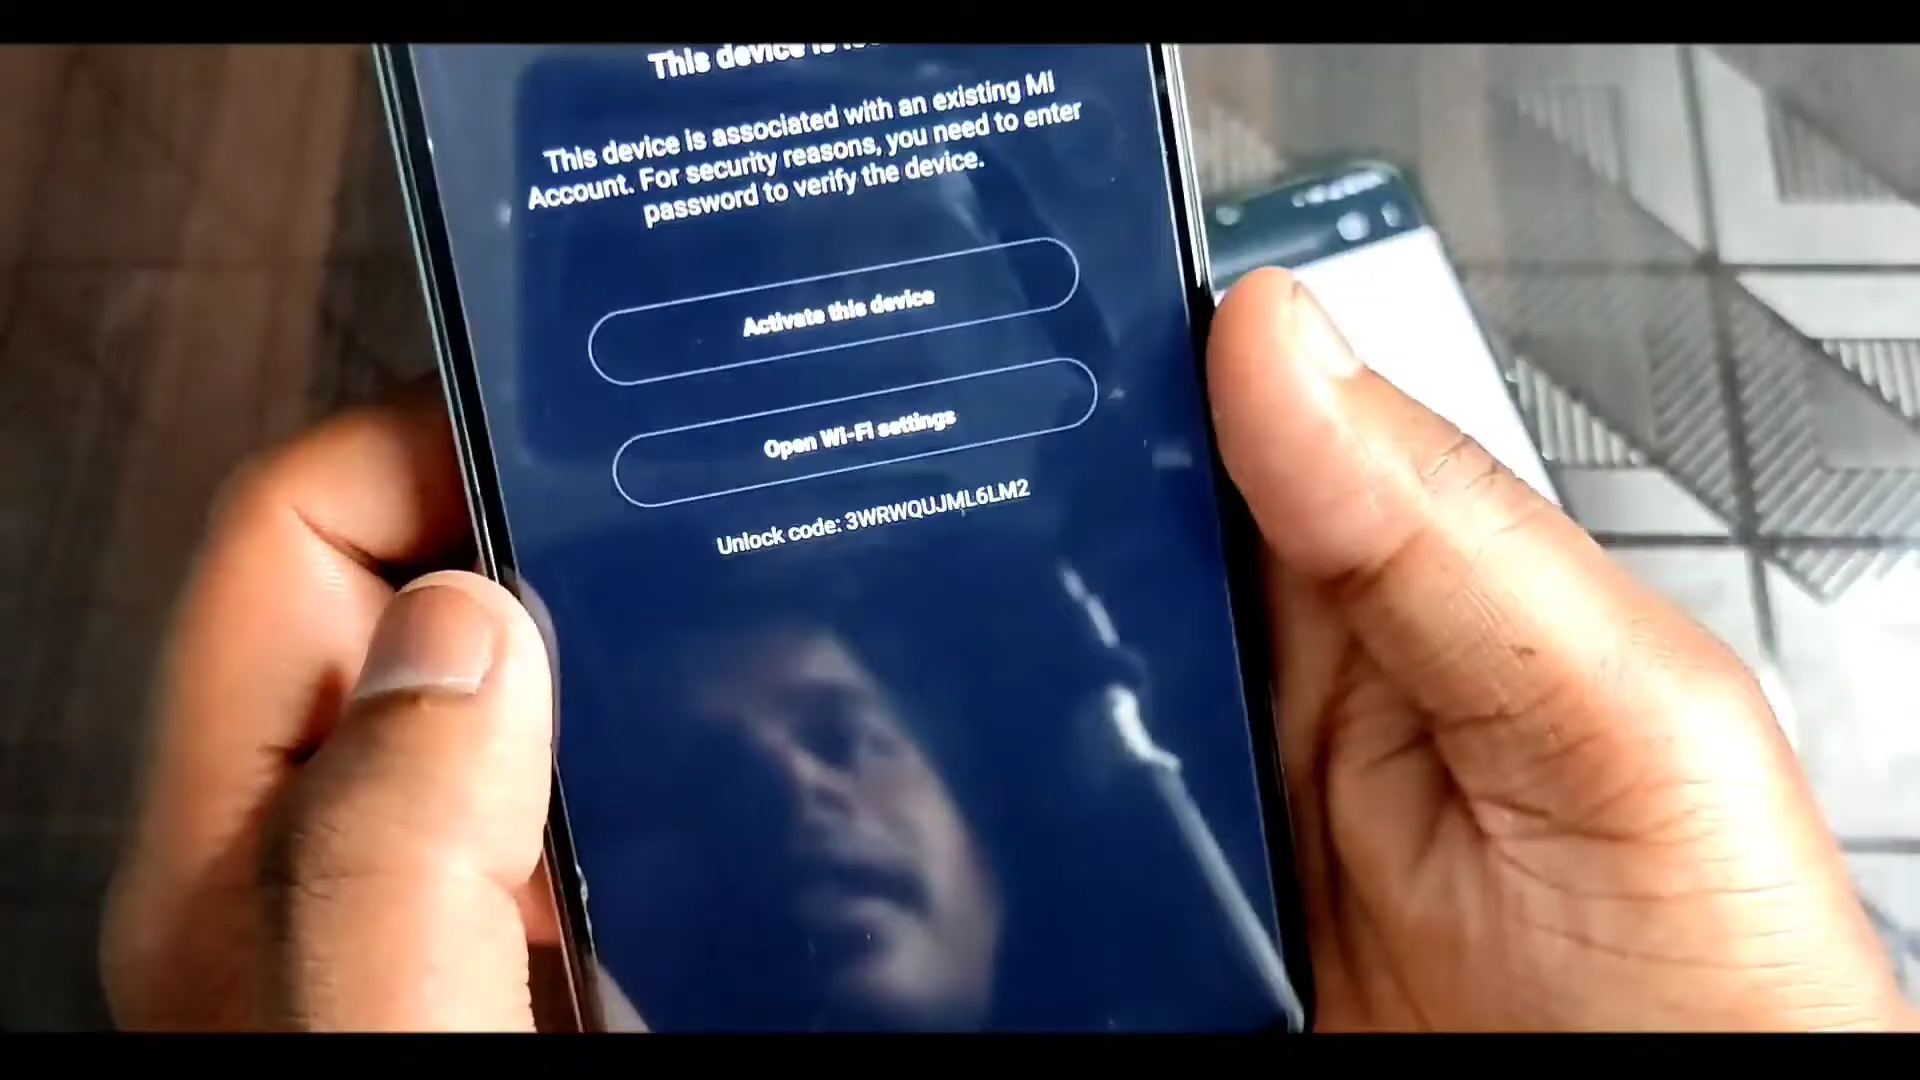 This device is
This device is associated with an existing Mi
Account. For security reasons, you need to enter
password to verify the device.
Activate this device
Open Wi-Fi settings
Unlock code: 3WRWQUJML6LM2